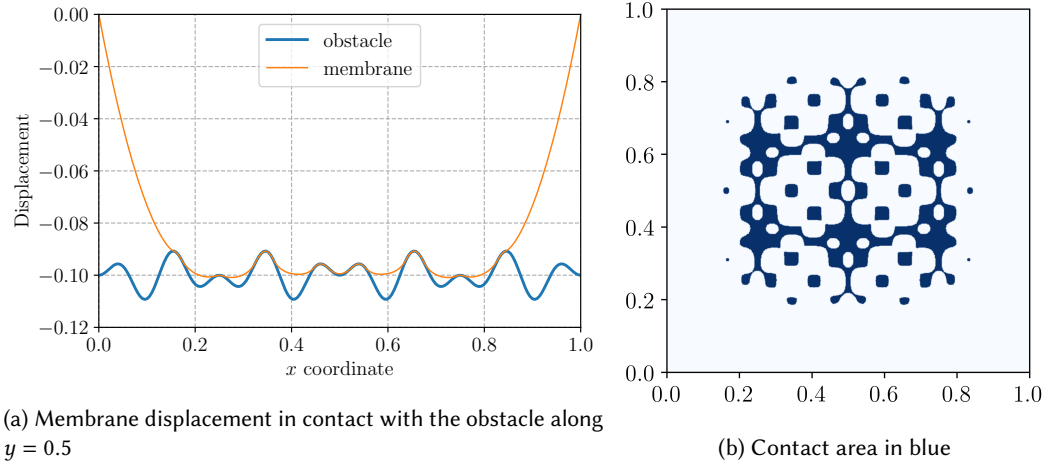 0.00
−0.02
−0.04
−0.06
−0.08
−0.10
−0.12
Displacement
obstacle
membrane
0.0 0.2 0.4 0.6 0.8 1.0
x coordinate
(a) Membrane displacement in contact with the obstacle along
y = 0.5
1.0
0.8
0.6
0.4
0.2
0.0
0.0 0.2 0.4 0.6 0.8 1.0
(b) Contact area in blue